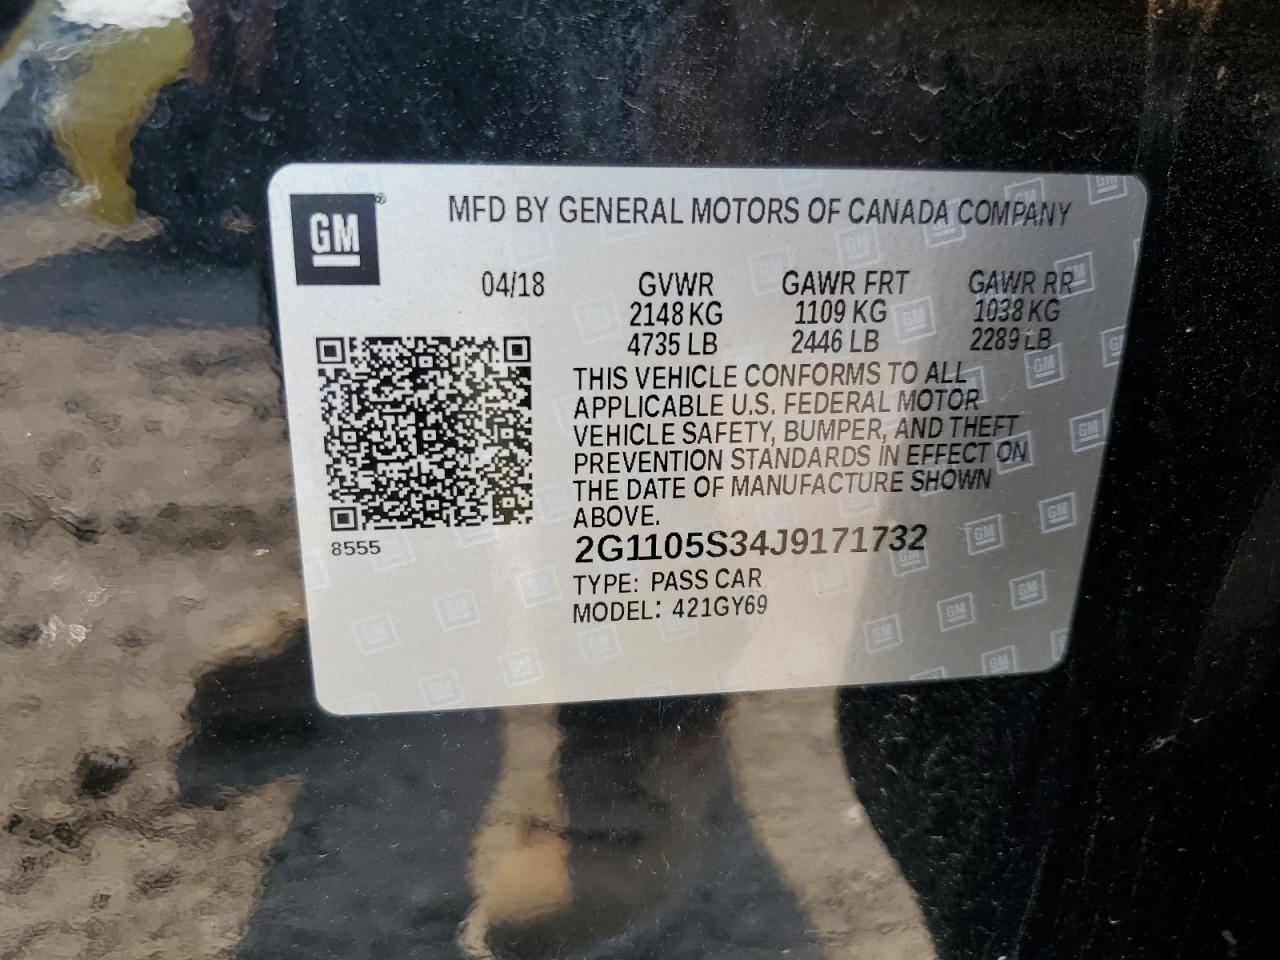 GM ®
MFD BY GENERAL MOTORS OF CANADA COMPANY
04/18 GVWR GAWR FRT GAWR RR
2148 KG 1109 KG 1038 KG
4735 LB 2446 LB 2289 LB
THIS VEHICLE CONFORMS TO ALL
APPLICABLE U.S. FEDERAL MOTOR
VEHICLE SAFETY, BUMPER, AND THEFT
PREVENTION STANDARDS IN EFFECT ON
THE DATE OF MANUFACTURE SHOWN
ABOVE.
8555
2G1105S34J9171732
TYPE: PASS CAR
MODEL: 421GY69